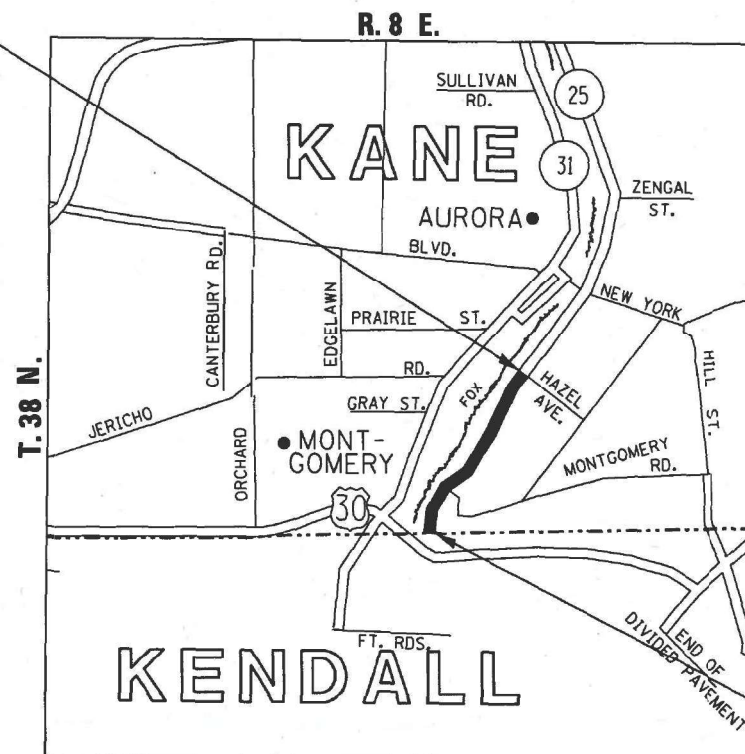 R. 8 E.
SULLIVAN
RD.
25
KANE
31
ZENGAL
ST.
AURORA
BLVD.
CANTERBURY RD.
EDGELAWN
NEW YORK
PRAIRIE ST.
T. 38 N.
RD.
HAZEL
AVE.
HILL ST.
FOX
GRAY ST.
JERICHO
ORCHARD
MONT-
GOMERY
MONTGOMERY
RD.
30
FT. RDS.
END OF
DIVIDED PAVEMENT
KENDALL